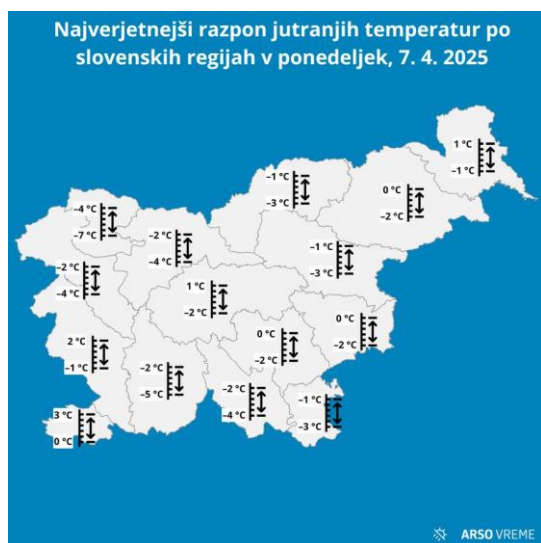 Najverjetnejši razpon jutranjih temperatur po
slovenskih regijah v ponedeljek, 7. 4. 2025
1 °C
–1 °C
–1 °C
–3 °C
0 °C
–2 °C
–4 °C
–7 °C
–2 °C
–4 °C
–1 °C
–3 °C
–2 °C
–4 °C
1 °C
–2 °C
0 °C
–2 °C
0 °C
–2 °C
2 °C
–1 °C
–2 °C
–5 °C
–2 °C
–4 °C
–1 °C
–3 °C
3 °C
0 °C
ARSO VREME